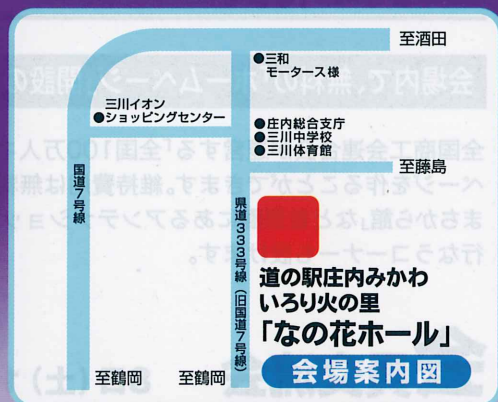 至酒田
●三和
モータース様
三川イオン
●ショッピングセンター
●庄内総合支庁
●三川中学校
●三川体育館
至藤島
国道7号線
県道333号線（旧国道7号線）
道の駅庄内みかわ
いろり火の里
「なの花ホール」
会場案内図
至鶴岡
至鶴岡